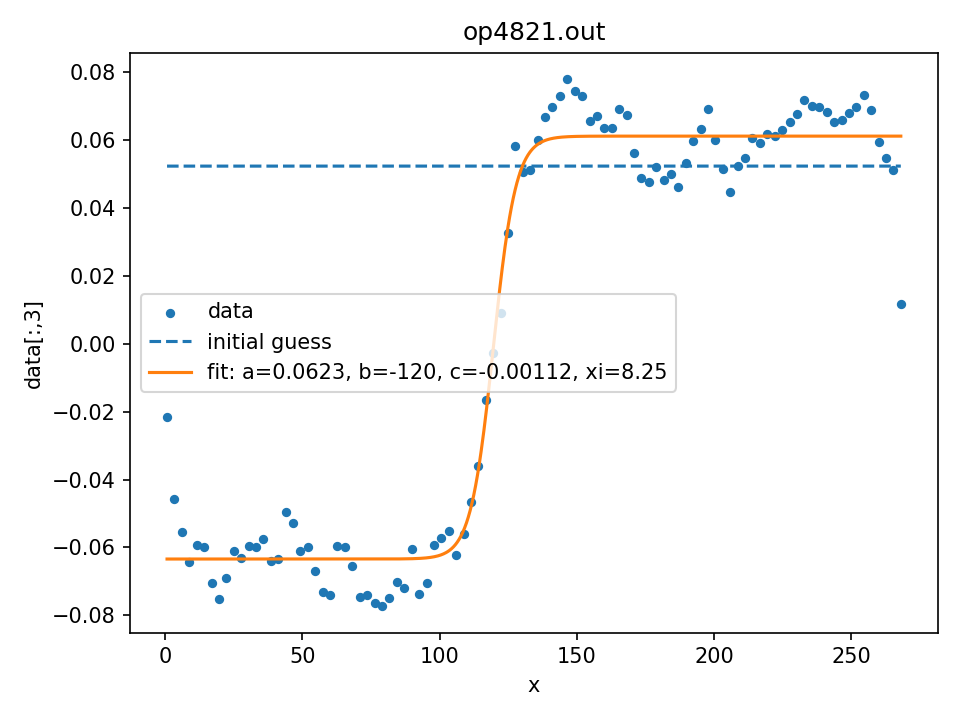 op4821.out
0.08
0.06
0.04
0.02
0.00
−0.02
−0.04
−0.06
−0.08
data[:,3]
data
initial guess
fit: a=0.0623, b=-120, c=-0.00112, xi=8.25
0 50 100 150 200 250
x